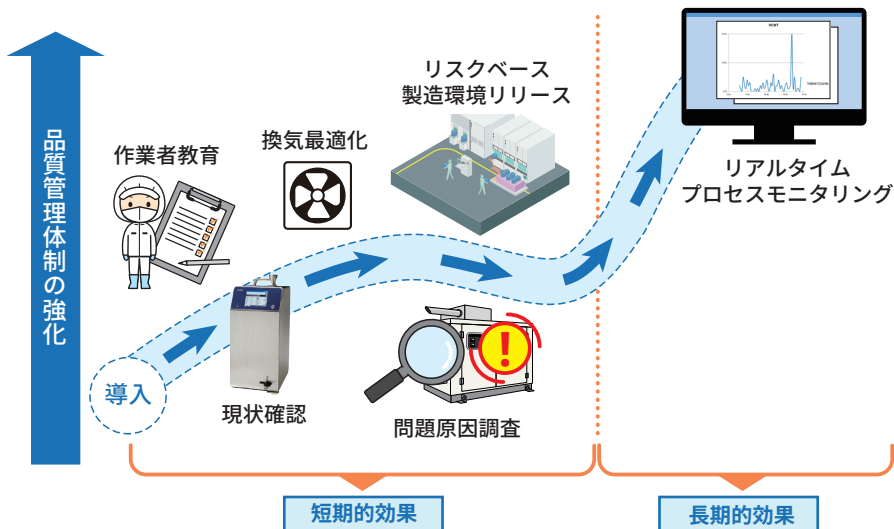 品質管理体制の強化
作業者教育
換気最適化
リスクベース
製造環境リリース
VENT
リアルタイム
プロセスモニタリング
導入
現状確認
問題原因調査
短期的効果
長期的効果